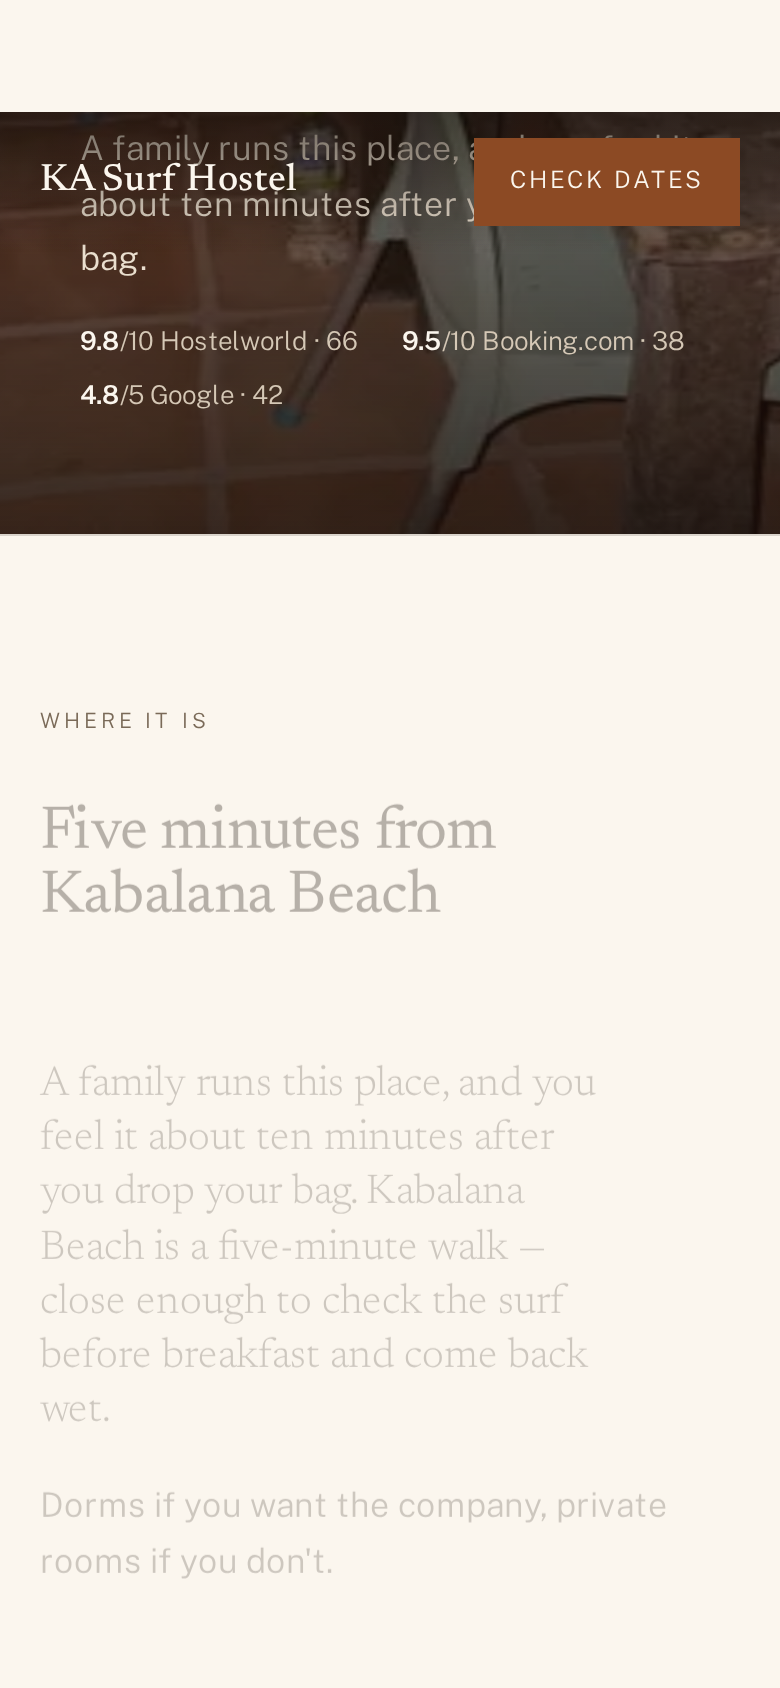 A family runs this place,
KA Surf Hostel
CHECK DATES
about ten minutes after
bag.
9.8/10 Hostelworld · 66
9.5/10 Booking.com · 38
4.8/5 Google · 42
WHERE IT IS
Five minutes from
Kabalana Beach
A family runs this place, and you
feel it about ten minutes after
you drop your bag. Kabalana
Beach is a five-minute walk —
close enough to check the surf
before breakfast and come back
wet.
Dorms if you want the company, private
rooms if you don't.